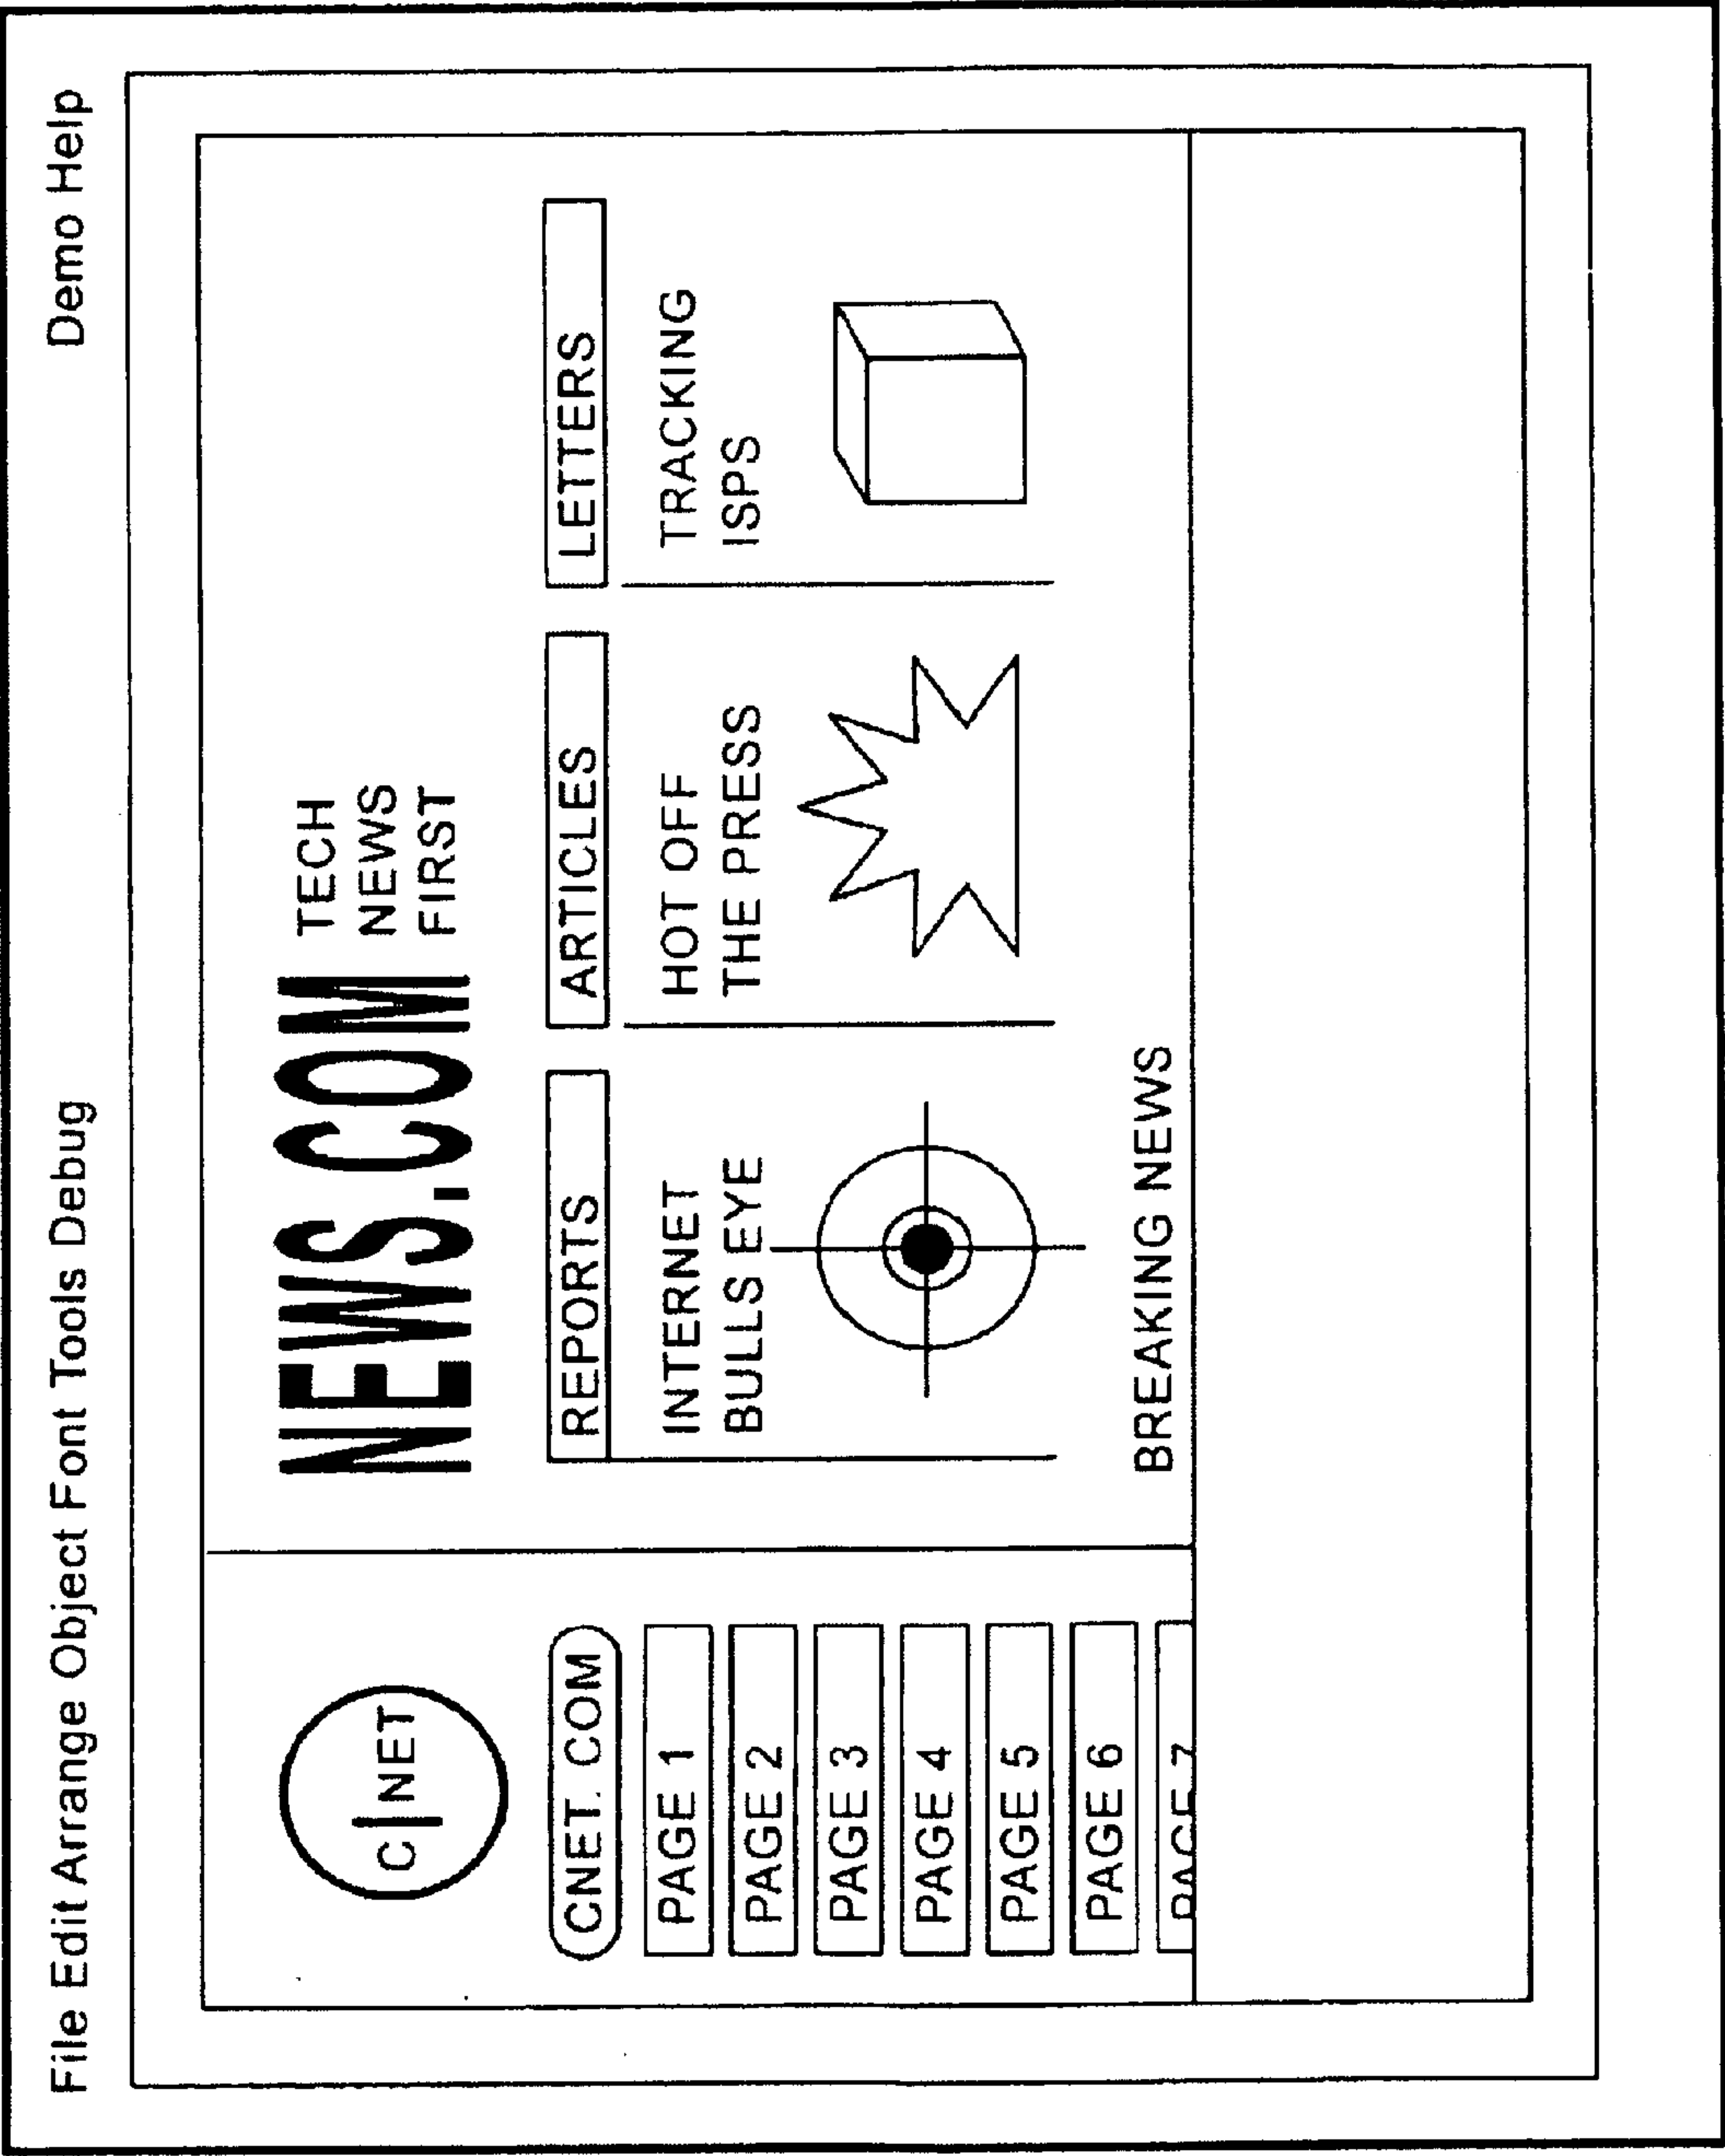 File Edit Arrange Object Font Tools Debug Demo Help
C|NET
CNET. COM
PAGE 1
PAGE 2
PAGE 3
PAGE 4
PAGE 5
PAGE 6
PAGE 7
NEWS.COM
TECH
NEWS
FIRST
REPORTS
INTERNET
BULLS EYE
ARTICLES
HOT OFF
THE PRESS
LETTERS
TRACKING
ISPS
BREAKING NEWS